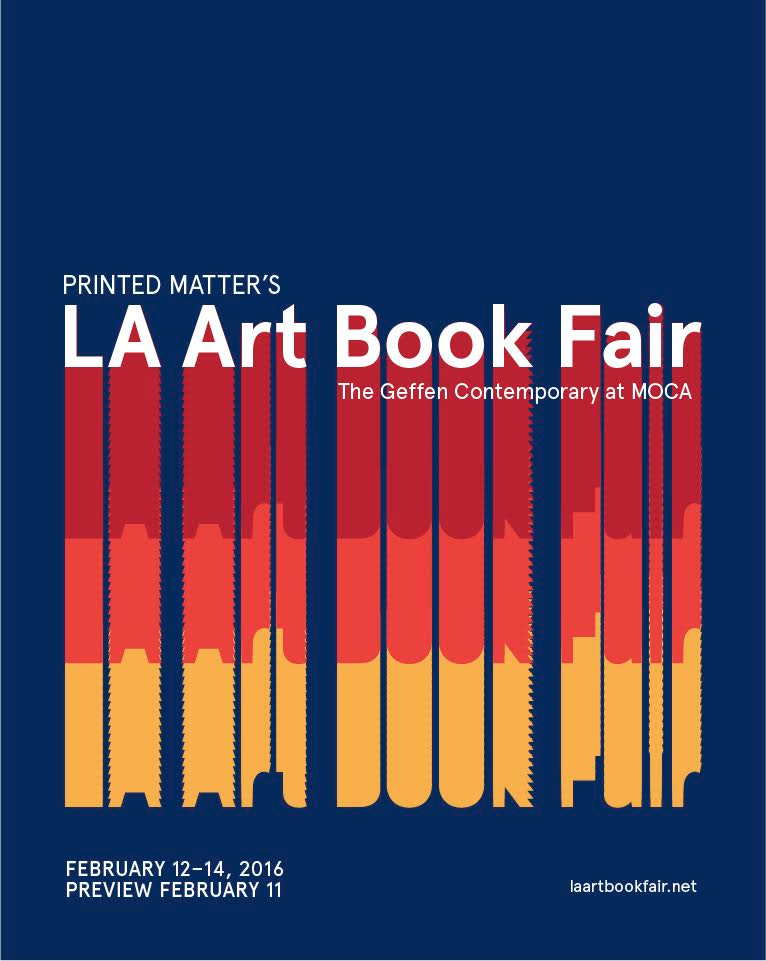 PRINTED MATTER’S
LA Art Book Fair
The Geffen Contemporary at MOCA
FEBRUARY 12–14, 2016
PREVIEW FEBRUARY 11
laartbookfair.net